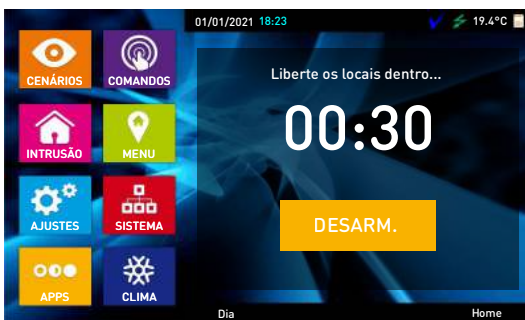 01/01/2021 18:23 19.4°C
CENÁRIOS COMANDOS
Liberte os locais dentro...
00:30
INTRUSÃO MENU
DESARM.
AJUSTES SISTEMA
APPS CLIMA
Dia Home